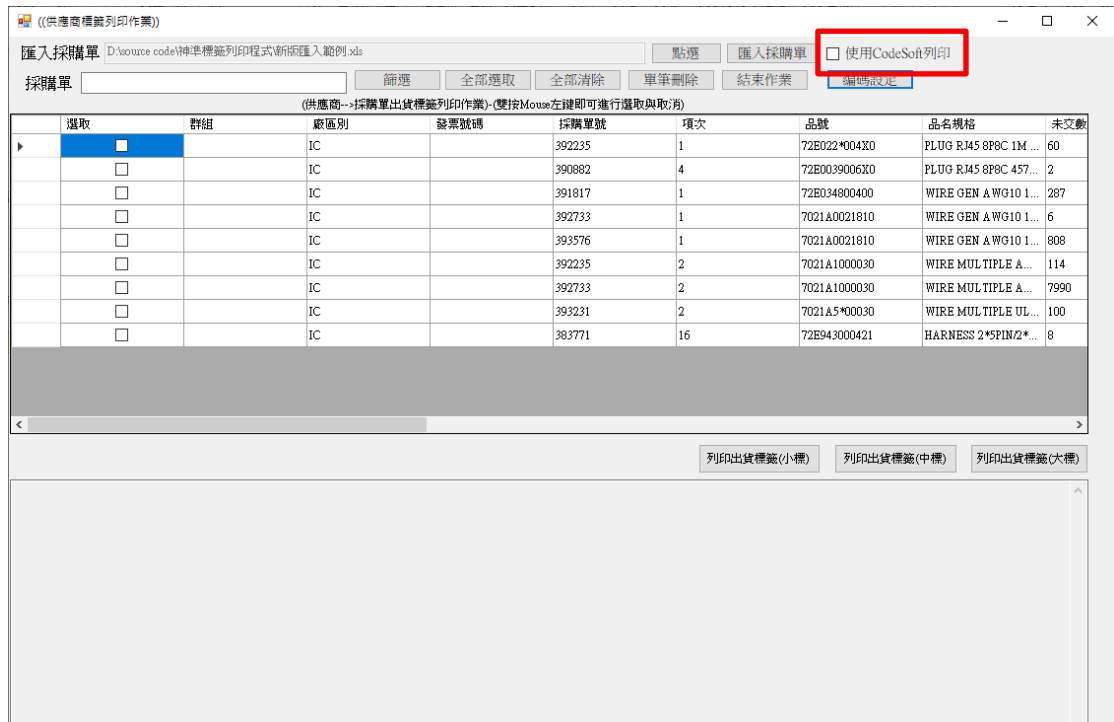 ((供應商標籤列印作業))
匯入採購單 D:\source code\神準標籤列印程式\新版匯入範例.xls 點選 匯入採購單 使用CodeSoft列印
採購單 篩選 全部選取 全部清除 單筆刪除 結束作業 編碼設定
(供應商-->採購單出貨標籤列印作業)-(雙按Mouse左鍵即可進行選取與取消)
選取 群組 廠區別 發票號碼 採購單號 項次 品號 品名規格 未交數
IC 392235 1 72E022*004X0 PLUG RJ45 8P8C 1M ... 60
IC 390882 4 72E0039006X0 PLUG RJ45 8P8C 457... 2
IC 391817 1 72E034800400 WIRE GEN AWG10 1... 287
IC 392733 1 7021A0021810 WIRE GEN AWG10 1... 6
IC 393576 1 7021A0021810 WIRE GEN AWG10 1... 808
IC 392235 2 7021A1000030 WIRE MULTIPLE A... 114
IC 392733 2 7021A1000030 WIRE MULTIPLE A... 7990
IC 393231 2 7021A5*00030 WIRE MULTIPLE UL... 100
IC 383771 16 72E943000421 HARNESS 2*5PIN/2*... 8
列印出貨標籤(小標) 列印出貨標籤(中標) 列印出貨標籤(大標)